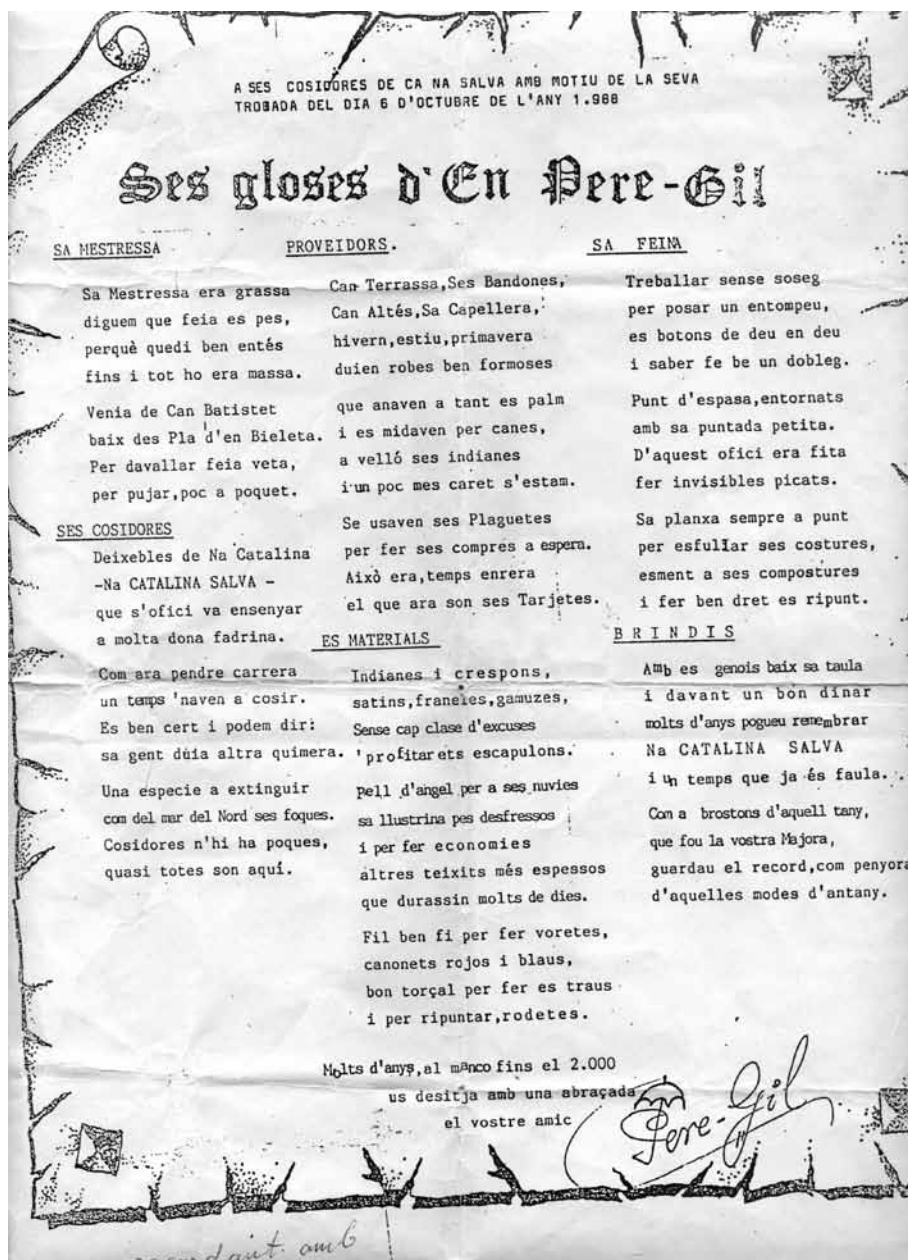 A SES COSIDORES DE CA NA SALVA AMB MOTIU DE LA SEVA
TROBADA DEL DIA 6 D'OCTUBRE DE L'ANY 1.988
Ses gloses d'En Pere-Gil
SA MESTRESSA
Sa Mestressa era grassa
diguem que feia es pes,
perquè quedi ben entés
fins i tot ho era massa.
Venia de Can Batistet
baix des Pla d'en Bieleta.
Per davallar feia veta,
per pujar,poc a poquet.
SES COSIDORES
Deixebles de Na Catalina
-Na CATALINA SALVA -
que s'ofici va ensenyar
a molta dona fadrina.
Com ara pendre carrera
un temps 'naven a cosir.
Es ben cert i podem dir:
sa gent dúia altra quimera.
Una especie a extinguir
com del mar del Nord ses foques.
Cosidores n'hi ha poques,
quasi totes son aquí.
PROVEIDORS.
Can Terrassa,Ses Bandones,
Can Altés,Sa Capellera,
hivern,estiu,primavera
duien robes ben formoses
que anaven a tant es palm
i es midaven per canes,
a velló ses indianes
i un poc mes caret s'estam.
Se usaven ses Plaguetes
per fer ses compres a espera.
Això era,temps enrera
el que ara son ses Tarjetes.
ES MATERIALS
Indianes i crespons,
satins,franeles,gamuzes,
Sense cap clase d'excuses
'profitarets escapulons.
Pell d'angel per a ses nuvies
sa llustrina pes desfressos
i per fer economies
altres teixits més espessos
que durassin molts de dies.
Fil ben fi per fer voretes,
canonets rojos i blaus,
bon torçal per fer es traus
i per ripuntar,rodetes.
SA FEINA
Treballar sense soseg
per posar un entompeu,
es botons de deu en deu
i saber fe be un dobleg.
Punt d'espasa,entornats
amb sa puntada petita.
D'aquest ofici era fita
fer invisibles picats.
Sa planxa sempre a punt
per esfullar ses costures,
esment a ses compostures
i fer ben dret es ripunt.
BRINDIS
Amb es genois baix sa taula
i davant un bon dinar
molts d'anys pogueu remembrar
Na CATALINA SALVA
i un temps que ja és faula.
Com a brostons d'aquell tany,
que fou la vostra Majora,
guardau el record,com penyora
d'aquelles modes d'antany.
Molts d'anys,al manco fins el 2.000
us desitja amb una abraçada
el vostre amic
Pere-Gil
amb